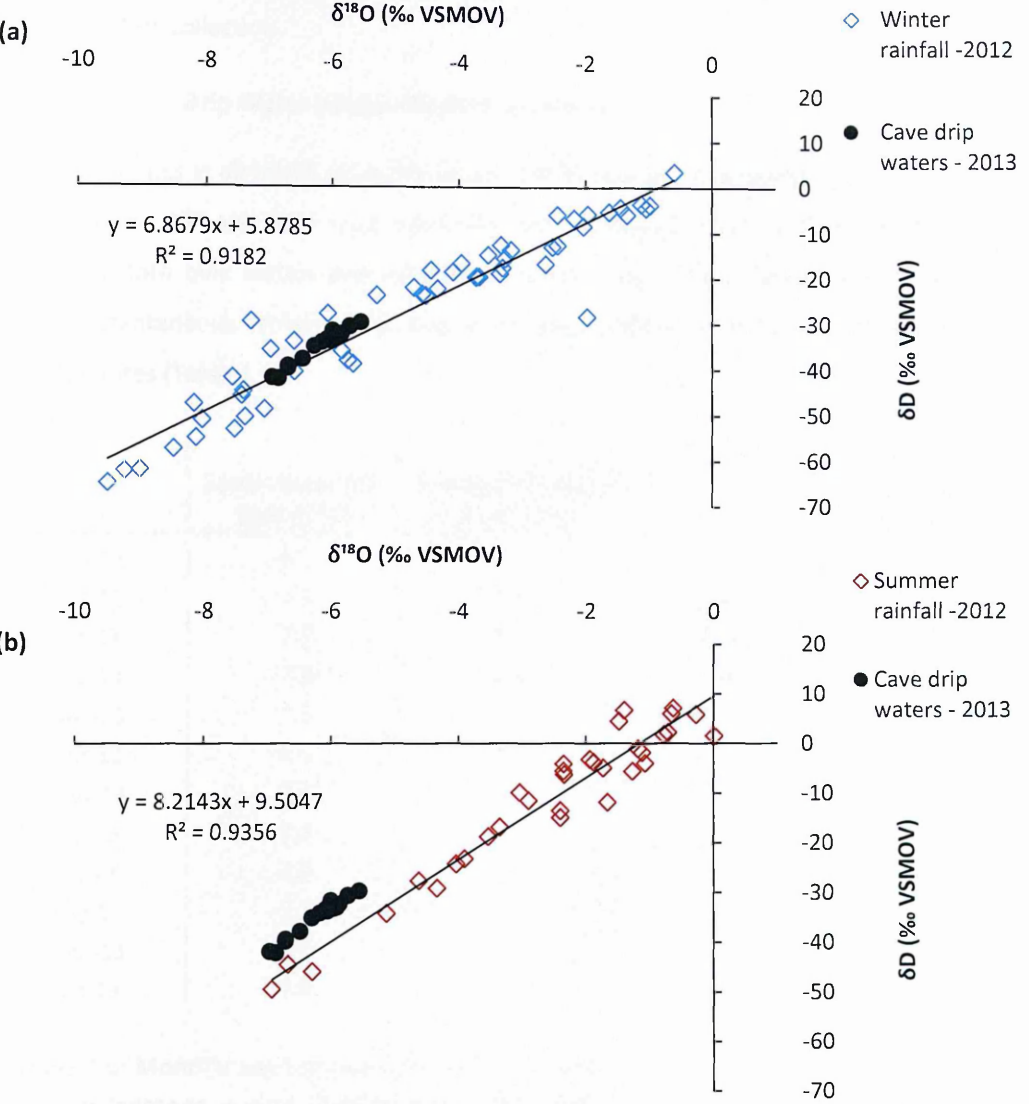 (a)
δ¹⁸O (‰ VSMOV)
-10 -8 -6 -4 -2 0
Winter
rainfall -2012
Cave drip
waters - 2013
20
10
0
-10
-20
-30
-40
-50
-60
-70
δD (‰ VSMOV)
y = 6.8679x + 5.8785
R² = 0.9182
(b)
δ¹⁸O (‰ VSMOV)
-10 -8 -6 -4 -2 0
Summer
rainfall -2012
Cave drip
waters - 2013
20
10
0
-10
-20
-30
-40
-50
-60
-70
δD (‰ VSMOV)
y = 8.2143x + 9.5047
R² = 0.9356